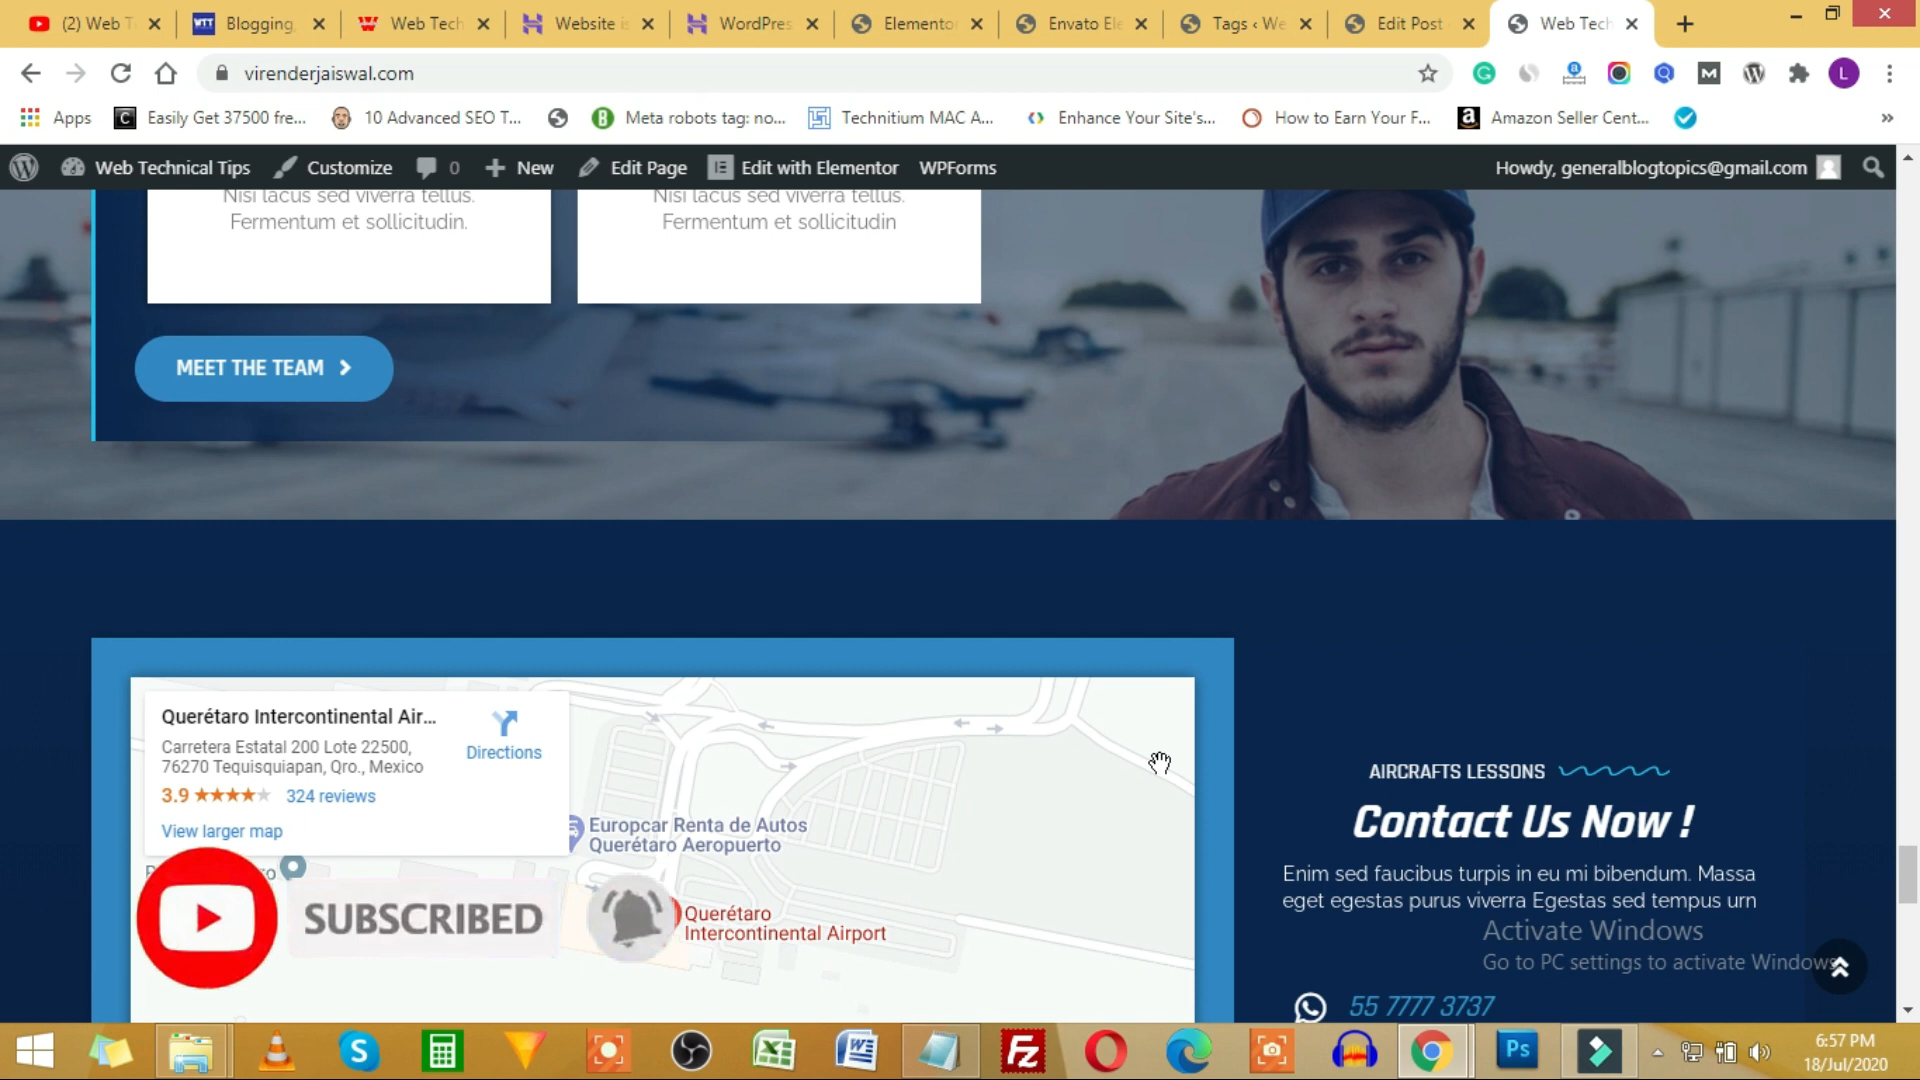 (2) Web T
Blogging,
Web Tech
Website is
WordPres
Elemento
Envato Ele
Tags ‹ We
Edit Post
Web Tech
virenderjaiswal.com
Apps
Easily Get 37500 fre...
10 Advanced SEO T...
Meta robots tag: no...
Technitium MAC A...
Enhance Your Site's...
How to Earn Your F...
Amazon Seller Cent...
Web Technical Tips
Customize
0
New
Edit Page
Edit with Elementor
WPForms
Howdy, generalblogtopics@gmail.com
Nisi lacus sed viverra tellus.
Fermentum et sollicitudin.
Nisi lacus sed viverra tellus.
Fermentum et sollicitudin
MEET THE TEAM
Querétaro Intercontinental Air...
Carretera Estatal 200 Lote 22500,
76270 Tequisquiapan, Qro., Mexico
3.9
324 reviews
View larger map
Directions
Europcar Renta de Autos
Querétaro Aeropuerto
SUBSCRIBED
Querétaro
Intercontinental Airport
AIRCRAFTS LESSONS
Contact Us Now !
Enim sed faucibus turpis in eu mi bibendum. Massa
eget egestas purus viverra Egestas sed tempus urn
Activate Windows
Go to PC settings to activate Windows
55 7777 3737
Ps
6:57 PM
18/Jul/2020